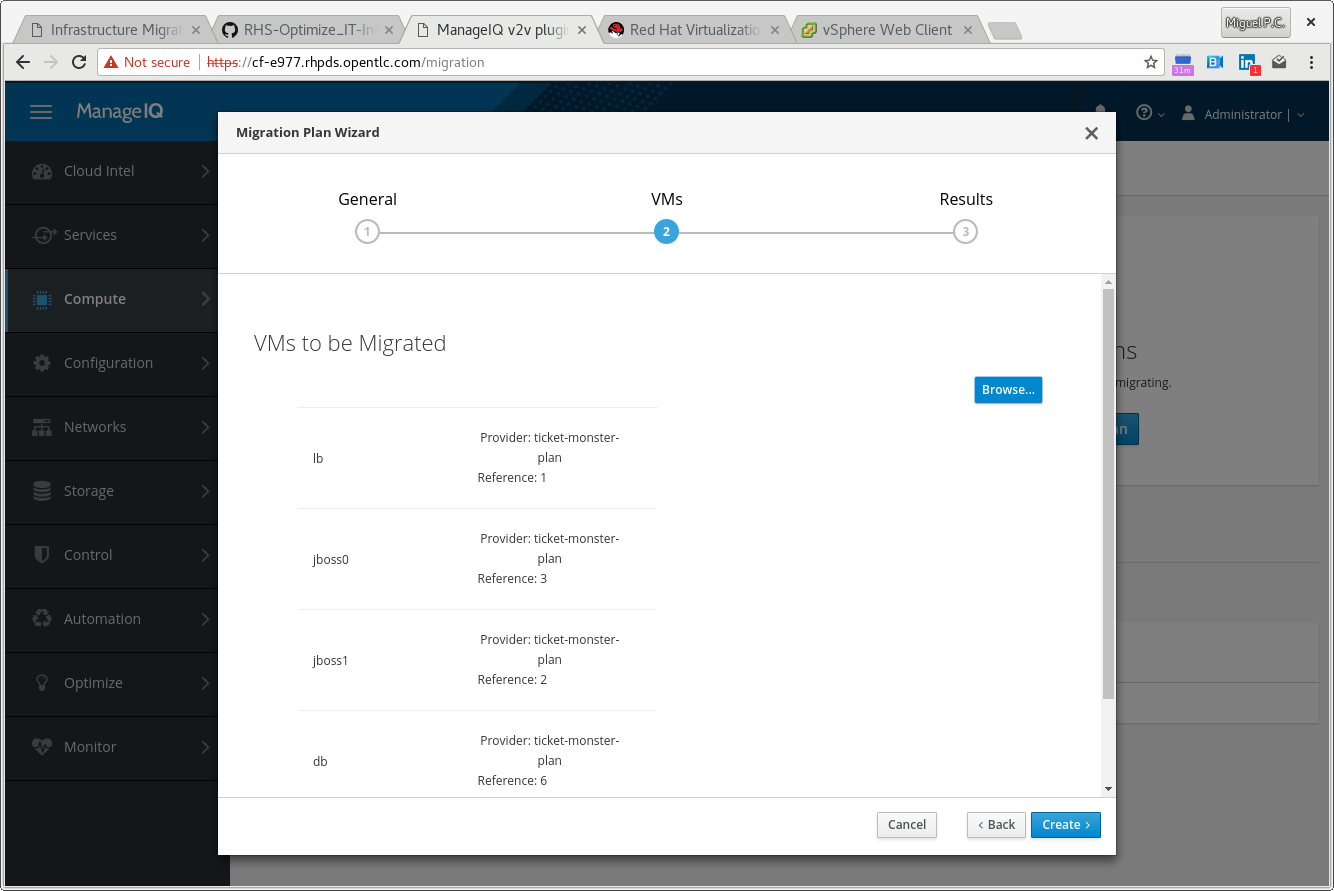 Infrastructure Migrat
RHS-Optimize_IT-In
ManageIQ v2v plugi
Red Hat Virtualizatio
vSphere Web Client
Miguel P.C.
Not secure
https://cf-e977.rhpds.opentlc.com/migration
31m
B!
in
1
ManageIQ
Administrator |
Cloud Intel
Services
Compute
Configuration
Networks
Storage
Control
Automation
Optimize
Monitor
Migration Plan Wizard
General
VMs
Results
1
2
3
VMs to be Migrated
Browse...
lb
Provider: ticket-monster-
plan
Reference: 1
jboss0
Provider: ticket-monster-
plan
Reference: 3
jboss1
Provider: ticket-monster-
plan
Reference: 2
db
Provider: ticket-monster-
plan
Reference: 6
ns
migrating.
an
Cancel
‹ Back
Create ›